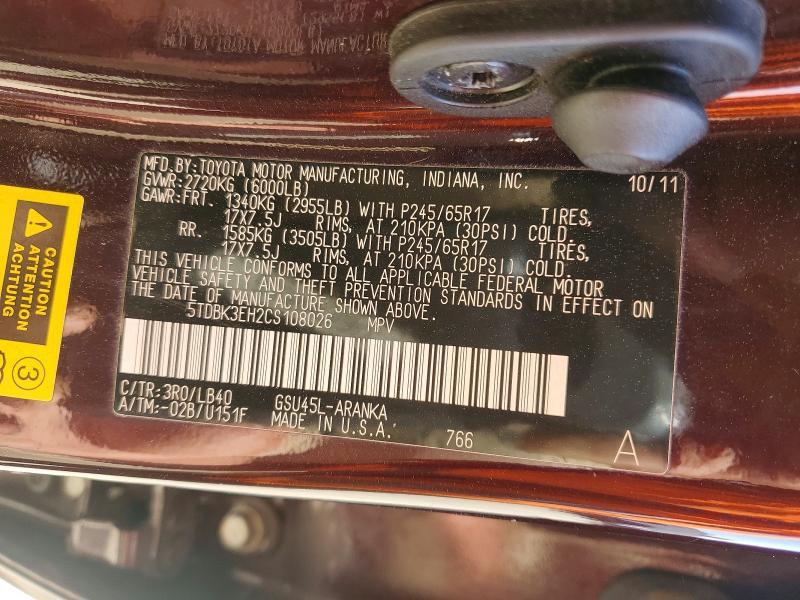 MFD.BY:TOYOTA MOTOR MANUFACTURING, INDIANA, INC. 10/11
GVWR:2720KG (6000LB)
GAWR:FRT. 1340KG (2955LB) WITH P245/65R17 TIRES,
17X7.5J RIMS, AT 210KPA (30PSI) COLD.
RR. 1585KG (3505LB) WITH P245/65R17 TIRES,
17X7.5J RIMS, AT 210KPA (30PSI) COLD.
THIS VEHICLE CONFORMS TO ALL APPLICABLE FEDERAL MOTOR
VEHICLE SAFETY AND THEFT PREVENTION STANDARDS IN EFFECT ON
THE DATE OF MANUFACTURE SHOWN ABOVE.
5TDBK3EH2CS108026 MPV
C/TR:3R0/LB40 GSU45L-ARANKA
A/TM:-02B/U151F MADE IN U.S.A. 766 A
CAUTION
ATTENTION
ACHTUNG
3